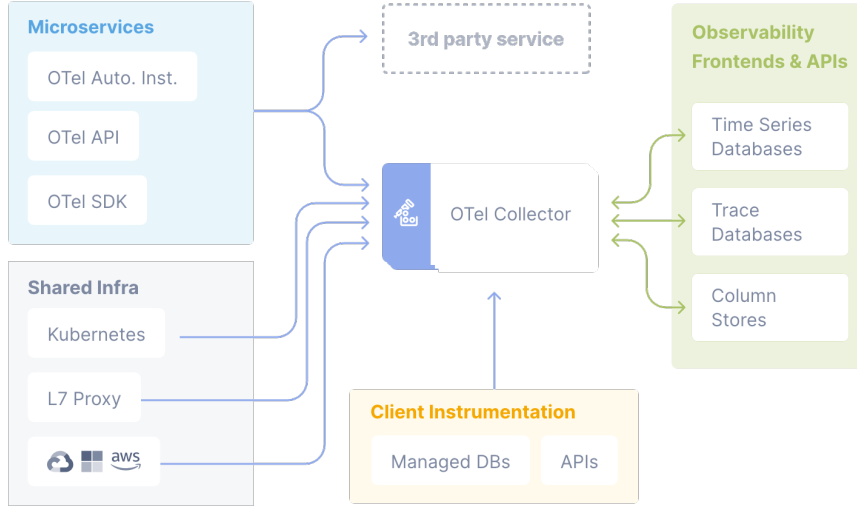 Microservices
OTel Auto. Inst.
OTel API
OTel SDK
Shared Infra
Kubernetes
L7 Proxy
aws
3rd party service
OTel Collector
Client Instrumentation
Managed DBs
APIs
Observability
Frontends & APIs
Time Series
Databases
Trace
Databases
Column
Stores